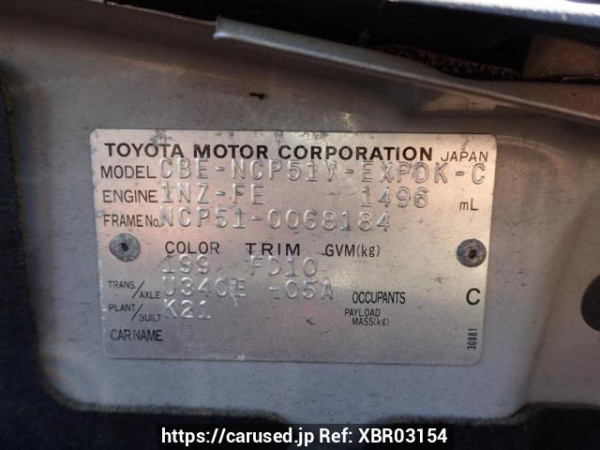 TOYOTA MOTOR CORPORATION JAPAN
MODEL CBE-NCP51V-EXPDK-C
ENGINE 1NZ-FE 1496 mL
FRAME No. NCP51-0068184
COLOR TRIM GVM(kg)
199 FD10
TRANS/AXLE U340E -05A OCCUPANTS C
PLANT/BUILT K21 PAYLOAD MASS(kg)
CAR NAME
30881
https://carused.jp Ref: XBR03154